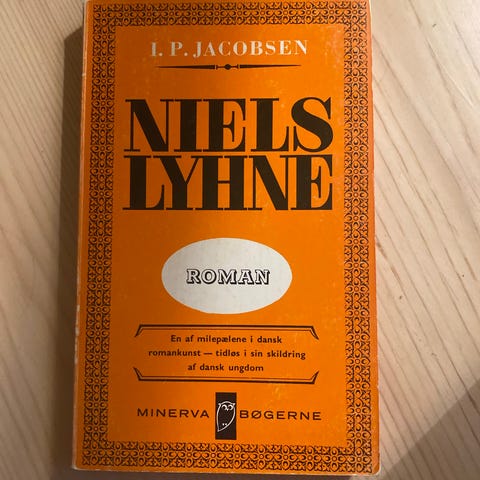 I. P. JACOBSEN
NIELS
LYHNE
ROMAN
En af milepælene i dansk
romankunst — tidløs i sin skildring
af dansk ungdom
MINERVA BØGERNE